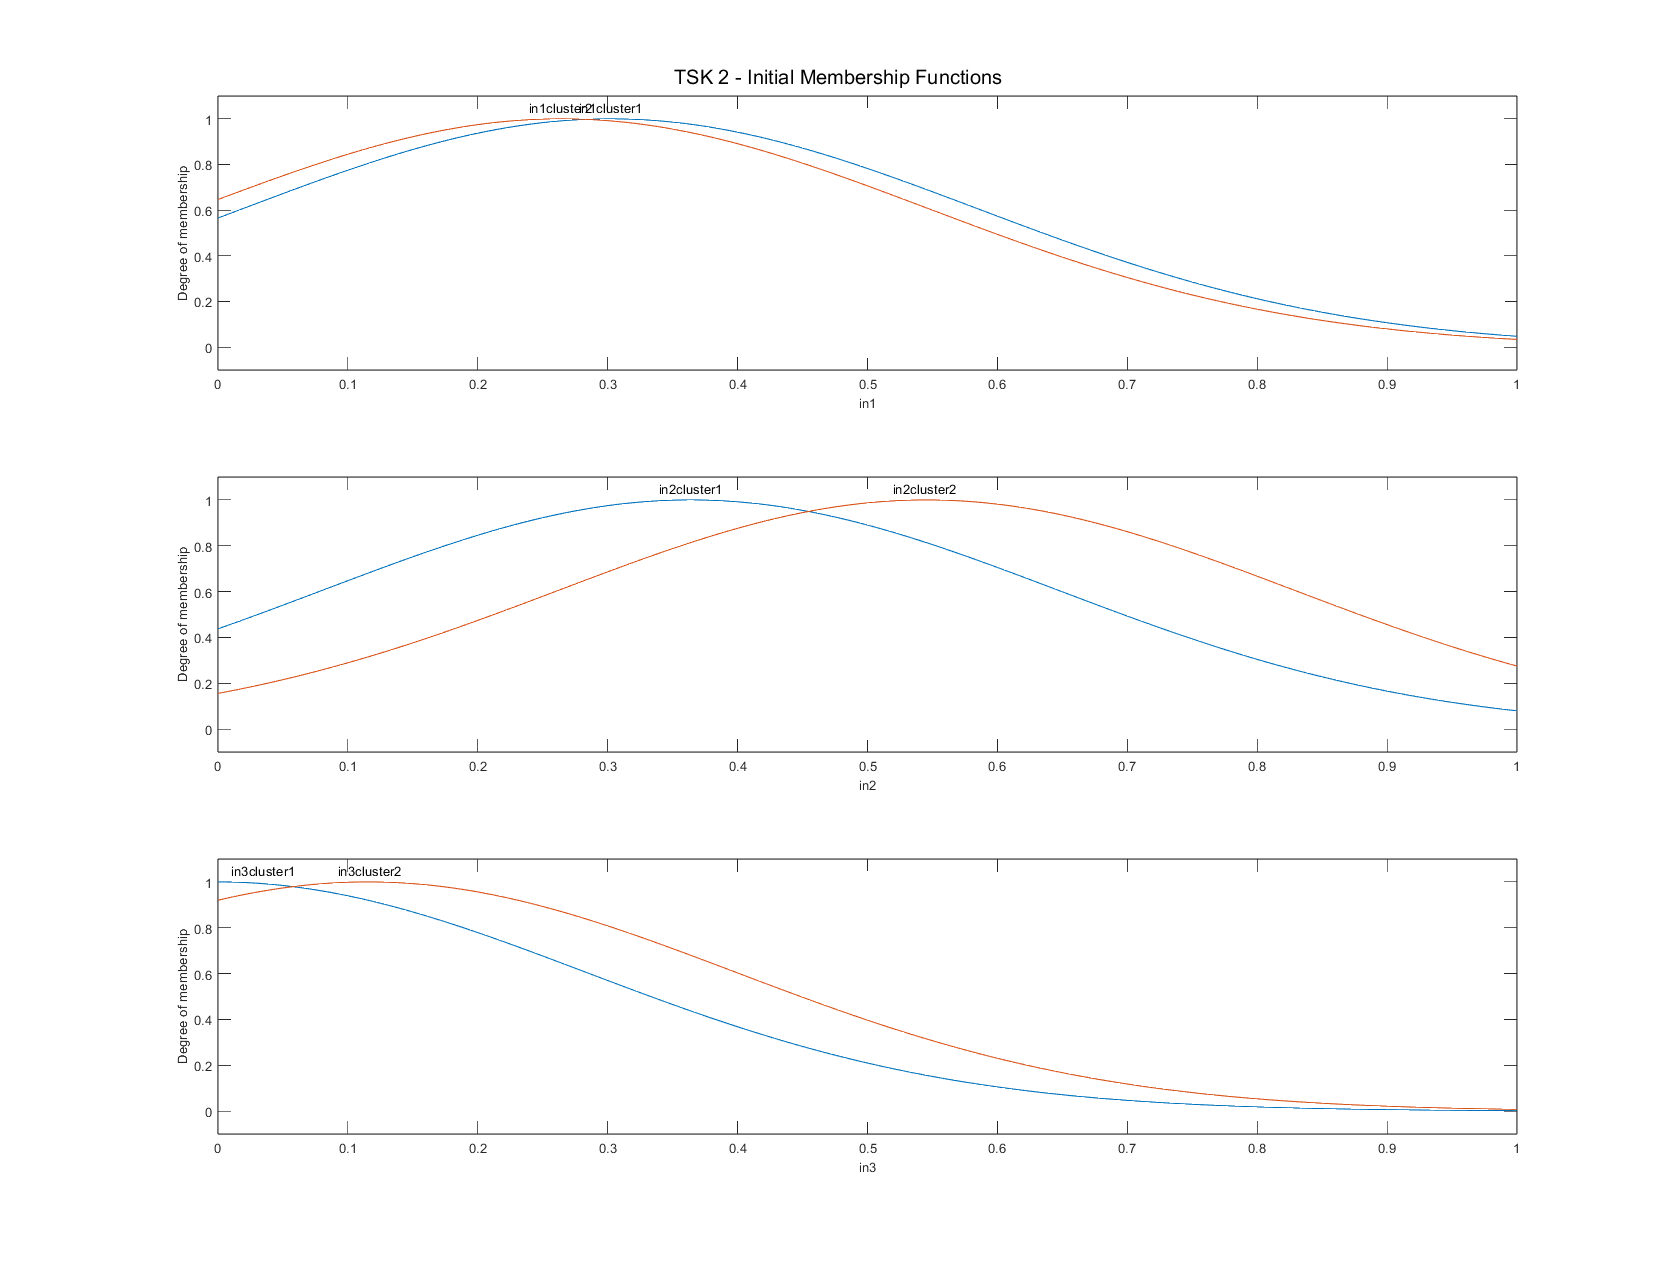 TSK 2 - Initial Membership Functions
in1cluster2 in1cluster1
1
0.8
0.6
0.4
0.2
0
Degree of membership
0 0.1 0.2 0.3 0.4 0.5 0.6 0.7 0.8 0.9 1
in1
in2cluster1 in2cluster2
1
0.8
0.6
0.4
0.2
0
Degree of membership
0 0.1 0.2 0.3 0.4 0.5 0.6 0.7 0.8 0.9 1
in2
in3cluster1 in3cluster2
1
0.8
0.6
0.4
0.2
0
Degree of membership
0 0.1 0.2 0.3 0.4 0.5 0.6 0.7 0.8 0.9 1
in3